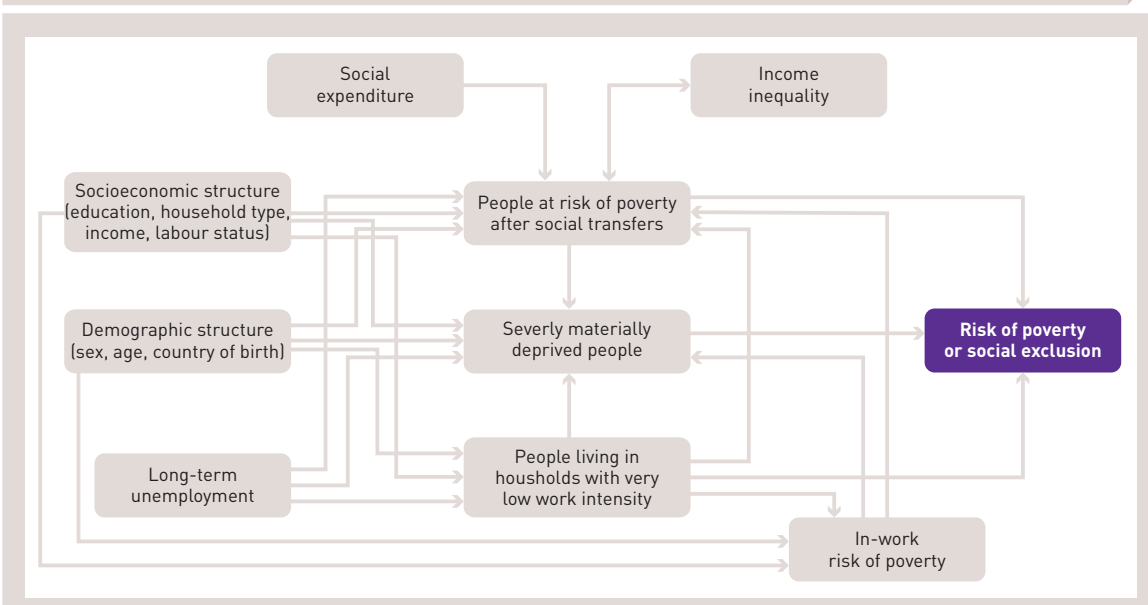 Social
expenditure
Income
inequality
Socioeconomic structure
(education, household type,
income, labour status)
People at risk of poverty
after social transfers
Demographic structure
(sex, age, country of birth)
Severly materially
deprived people
Risk of poverty
or social exclusion
Long-term
unemployment
People living in
housholds with very
low work intensity
In-work
risk of poverty